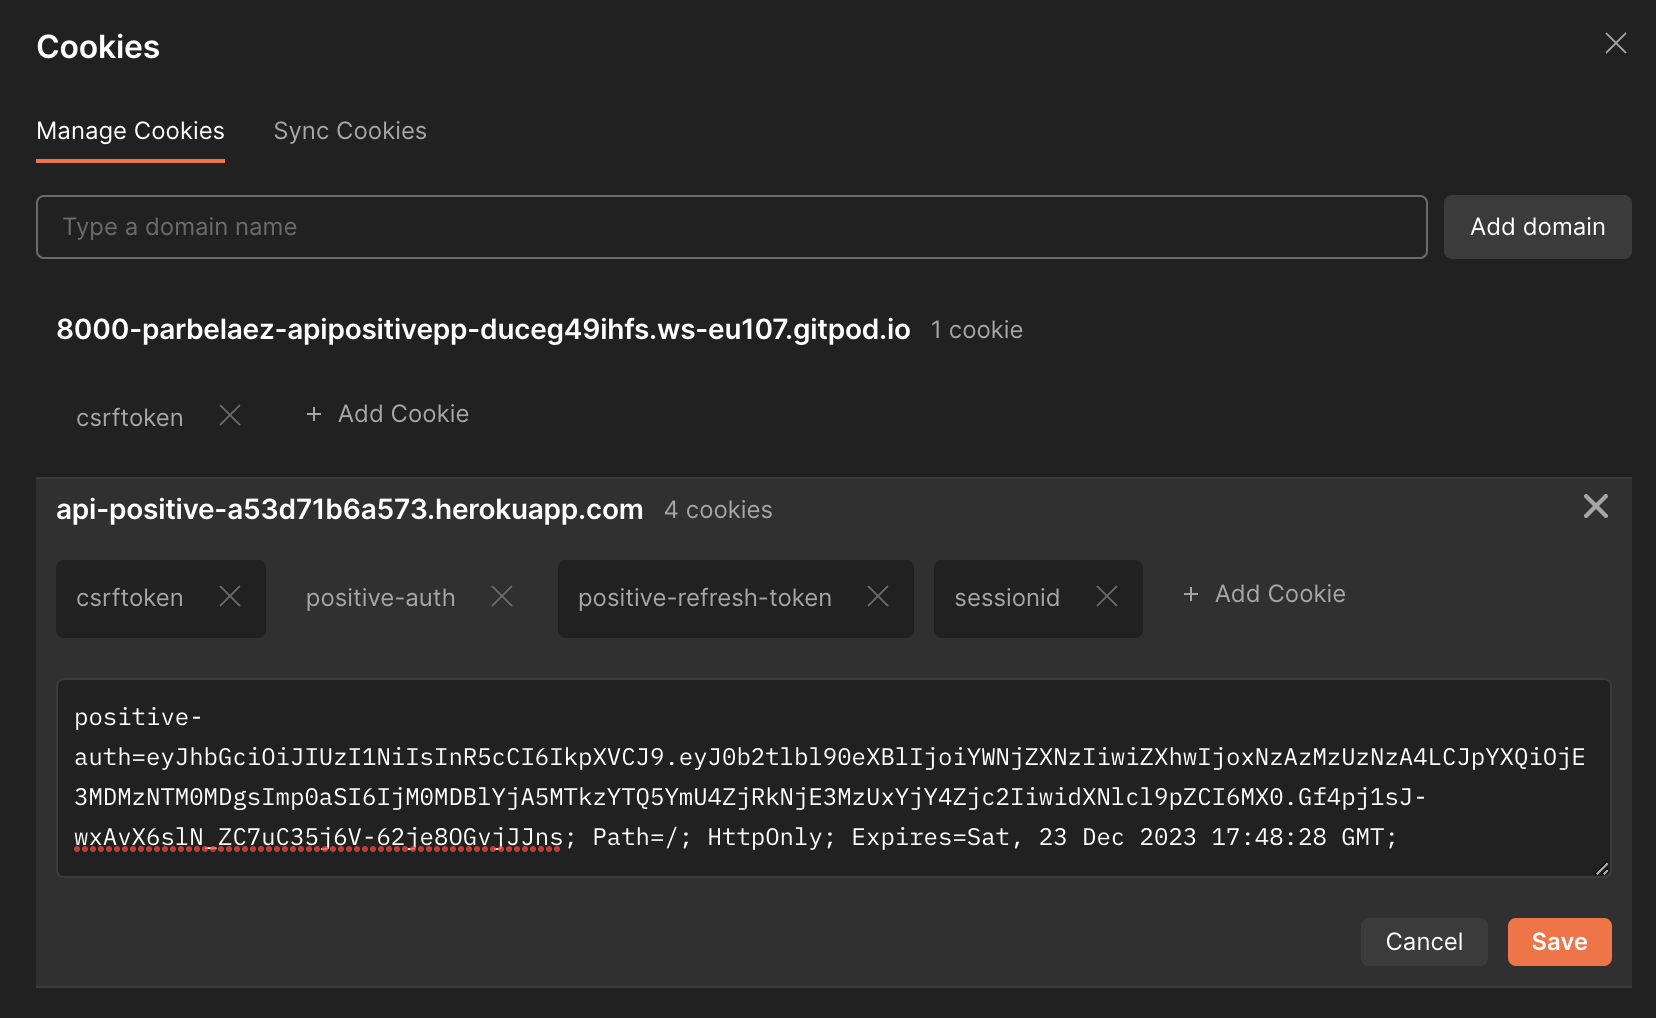 Cookies
Manage Cookies
Sync Cookies
Type a domain name
Add domain
8000-parbelaez-apipositivepp-duceg49ihfs.ws-eu107.gitpod.io 1 cookie
csrftoken
+ Add Cookie
api-positive-a53d71b6a573.herokuapp.com 4 cookies
csrftoken
positive-auth
positive-refresh-token
sessionid
+ Add Cookie
positive-
auth=eyJhbGciOiJIUzI1NiIsInR5cCI6IkpXVCJ9.eyJ0b2tlbl90eXBlIjoiYWNjZXNzIiwiZXhwIjoxNzAzMzUzNzA4LCJpYXQiOjE
3MDMzNTM0MDgsImp0aSI6IjM0MDBlYjA5MTkzYTQ5YmU4ZjRkNjE3MzUxYjY4Zjc2IiwidXNlcl9pZCI6MX0.Gf4pj1sJ-
wxAvX6slN_ZC7uC35j6V-62je8OGvjJJns; Path=/; HttpOnly; Expires=Sat, 23 Dec 2023 17:48:28 GMT;
Cancel
Save